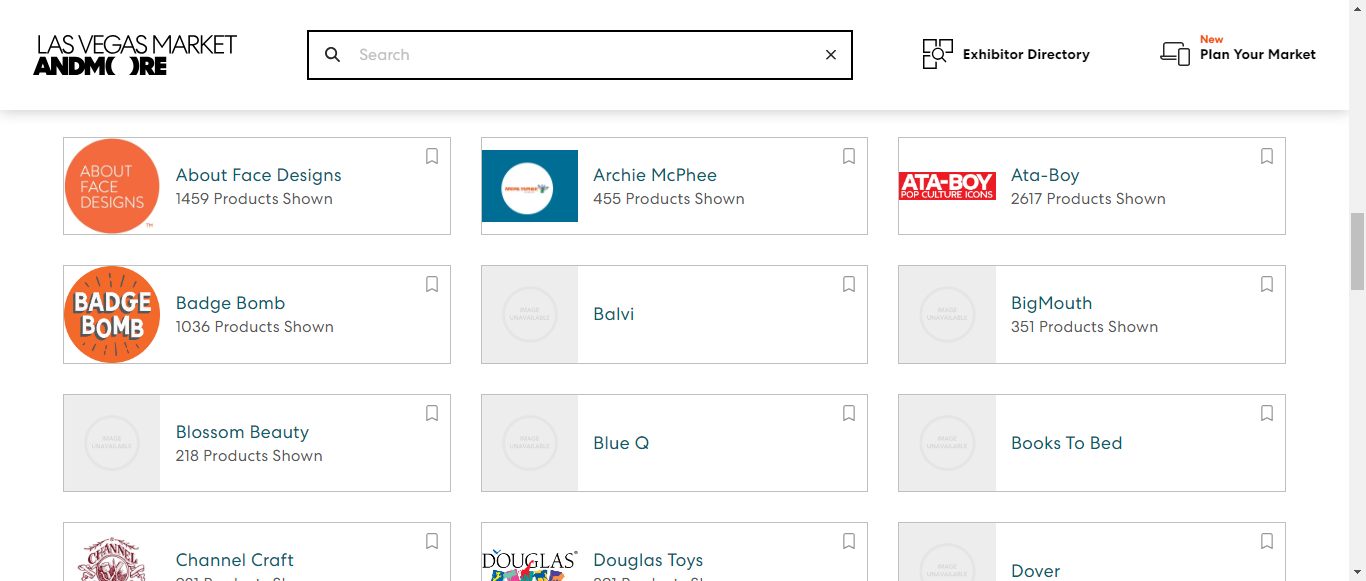 LAS VEGAS MARKET
ANDMORE
Search
Exhibitor Directory
New
Plan Your Market
ABOUT
FACE
DESIGNS
TM
About Face Designs
1459 Products Shown
ARCHIE MCPHEE
Archie McPhee
455 Products Shown
ATA-BOY
POP CULTURE ICONS
Ata-Boy
2617 Products Shown
BADGE
BOMB
Badge Bomb
1036 Products Shown
IMAGE
UNAVAILABLE
Balvi
IMAGE
UNAVAILABLE
BigMouth
351 Products Shown
IMAGE
UNAVAILABLE
Blossom Beauty
218 Products Shown
IMAGE
UNAVAILABLE
Blue Q
IMAGE
UNAVAILABLE
Books To Bed
CHANNEL
Channel Craft
DOUGLAS®
Douglas Toys
IMAGE
UNAVAILABLE
Dover